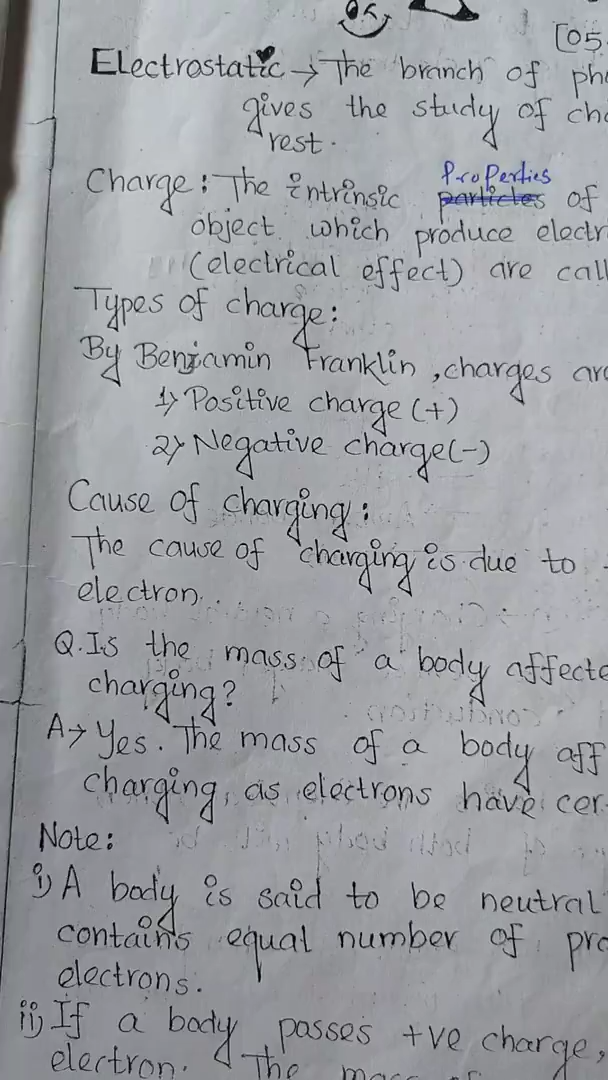 [05
Electrostatic → The branch of ph
gives the study of cha
rest.
Properties
Charge: The intrinsic particles of
object which produce electr
(electrical effect) are call
Types of charge:
By Benjamin Franklin, charges are
1) Positive charge (+)
2) Negative charge (-)
Cause of charging:
The cause of charging is due to
electron.
Q. Is the mass of a body affecte
charging?
A → Yes. The mass of a body aff
charging, as electrons have cer
Note:
i) A body is said to be neutral
contains equal number of pro
electrons.
ii) If a body passes +ve charge,
electron. The mass of